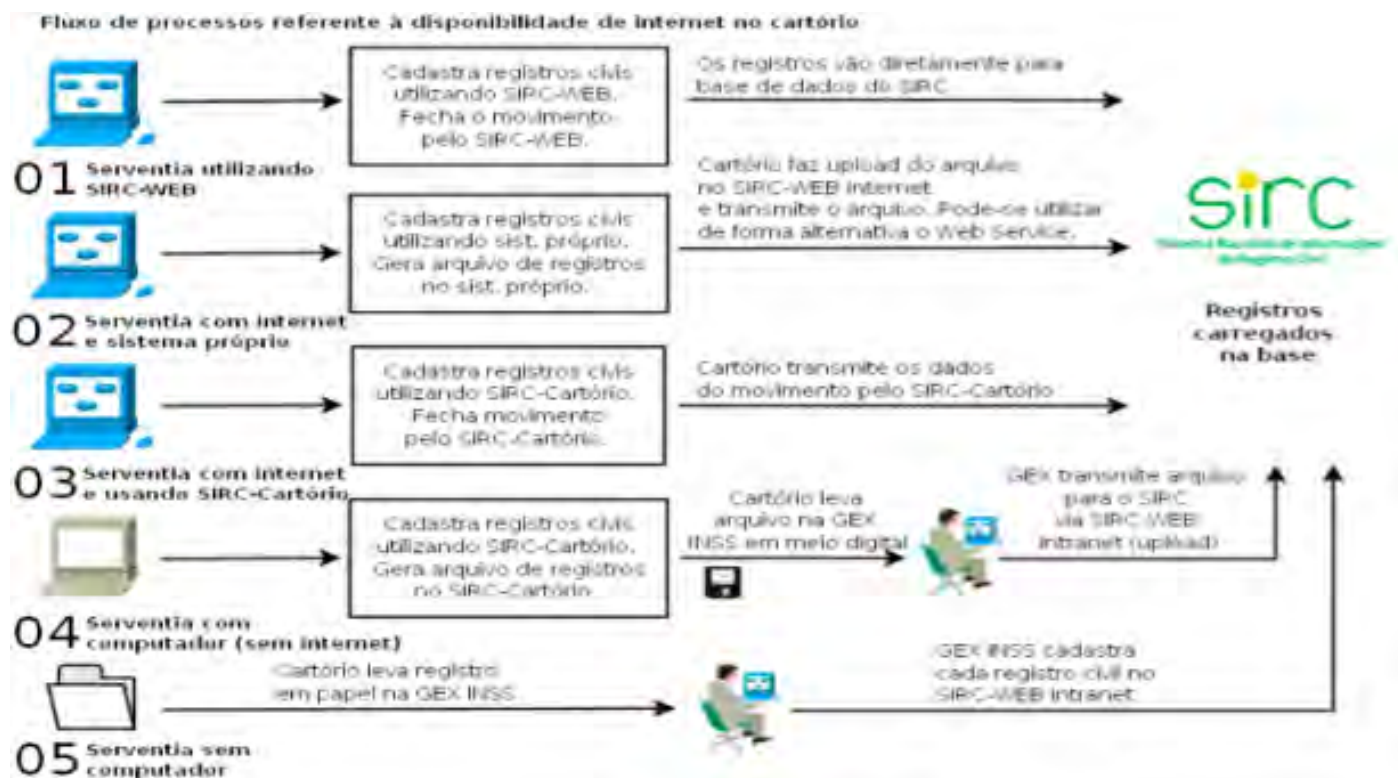 Fluxo de processos referente à disponibilidade de internet no cartório
Cadastra registros civis
utilizando SIRC-WEB.
Fecha o movimento
pelo SIRC-WEB.
Os registros vão diretamente para
base de dados do SIRC
01 Serventia utilizando
SIRC-WEB
Cadastra registros civis
utilizando sist. próprio.
Gera arquivo de registros
no sist. próprio.
Cartório faz upload do arquivo
no SIRC-WEB internet
e transmite o arquivo. Pode-se utilizar
de forma alternativa o Web Service.
sirc
Registros
carregados
na base
02 Serventia com internet
e sistema próprio
Cadastra registros civis
utilizando SIRC-Cartório.
Fecha movimento
pelo SIRC-Cartório.
Cartório transmite os dados
do movimento pelo SIRC-Cartório
03 Serventia com internet
e usando SIRC-Cartório
Cadastra registros civis
utilizando SIRC-Cartório.
Gera arquivo de registros
no SIRC-Cartório
Cartório leva
arquivo na GEX
INSS em meio digital
GEX transmite arquivo
para o SIRC
via SIRC-WEB
intranet (upload)
04 Serventia com
computador (sem internet)
Cartório leva registro
em papel na GEX INSS
GEX INSS cadastra
cada registro civil no
SIRC-WEB intranet
05 Serventia sem
computador